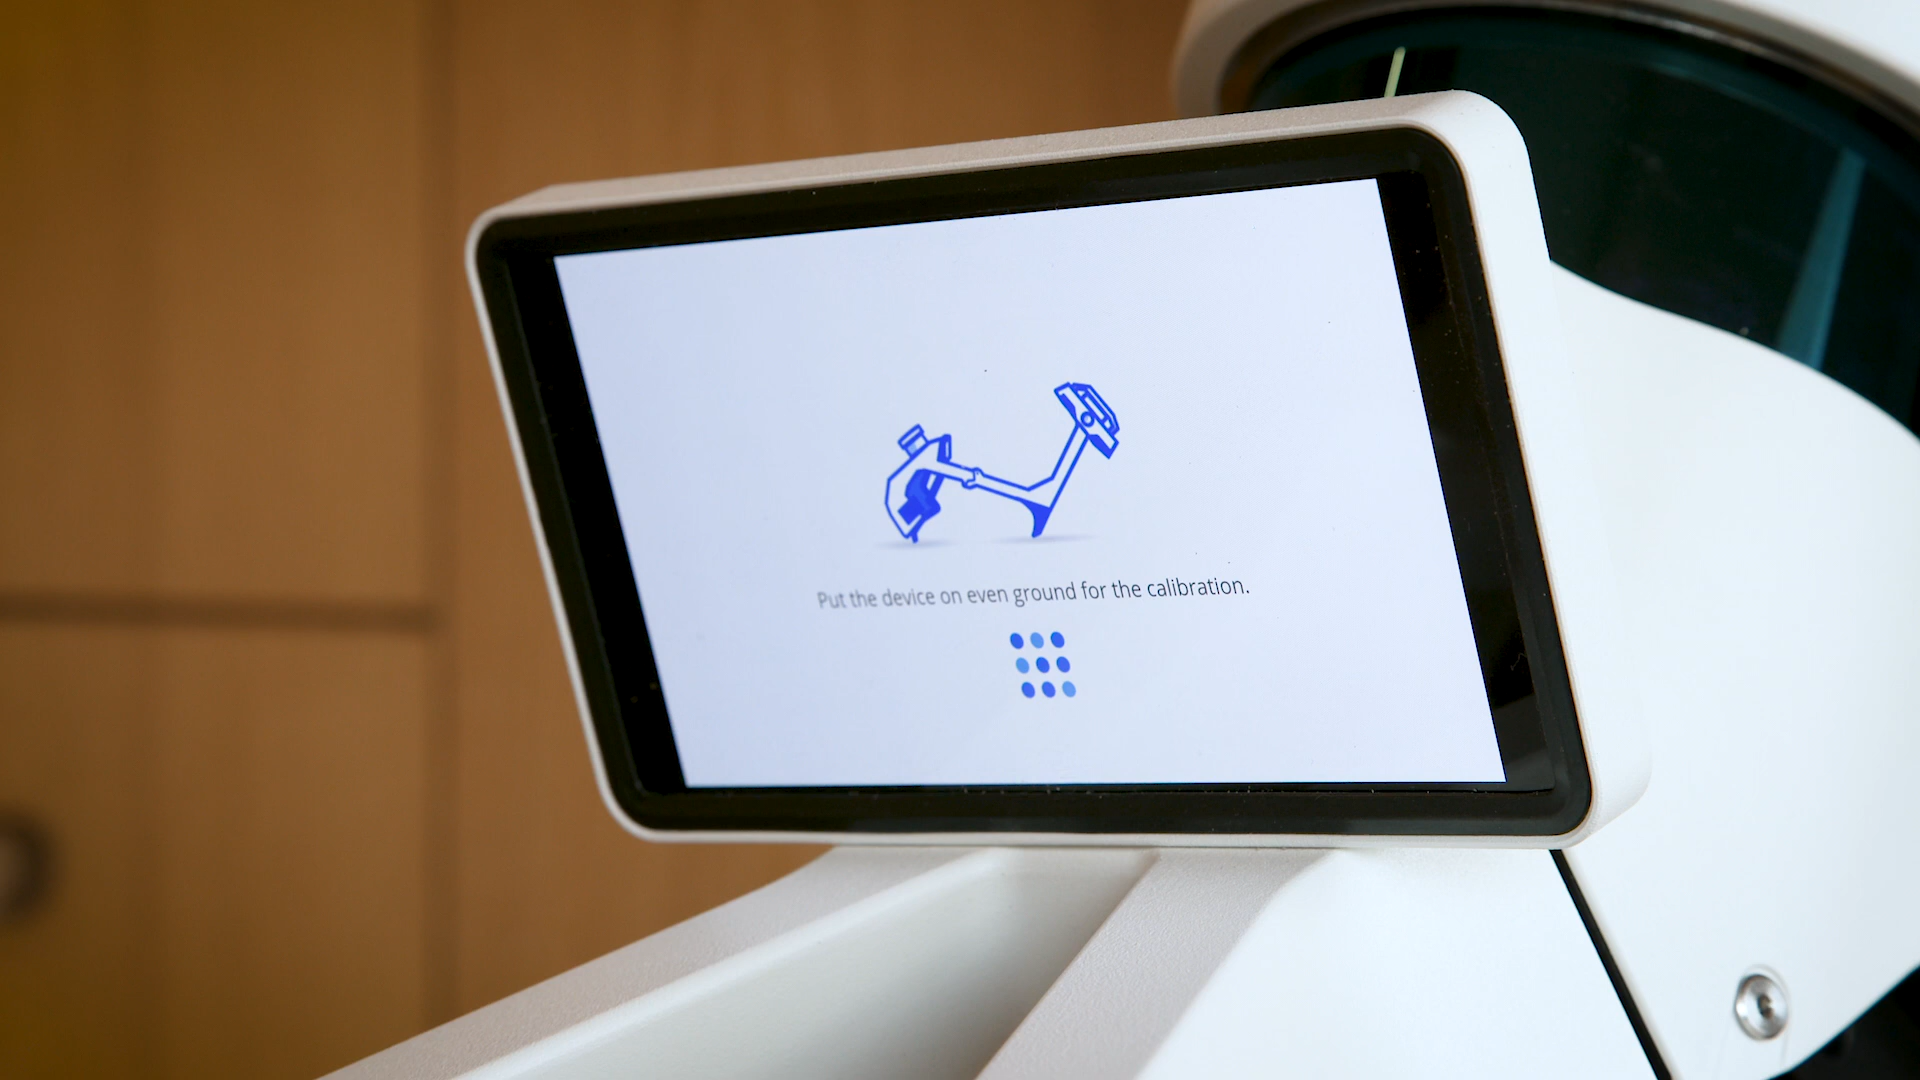 Put the device on even ground for the calibration.